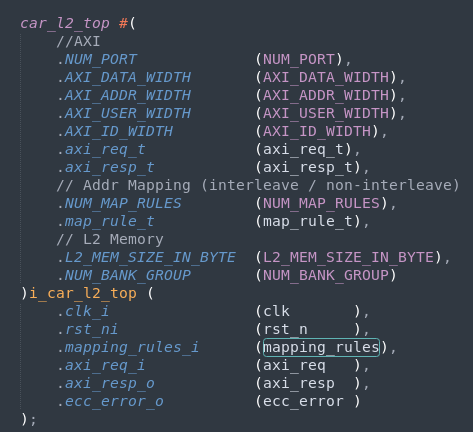 car_l2_top #(
    //AXI
    .NUM_PORT             (NUM_PORT),
    .AXI_DATA_WIDTH       (AXI_DATA_WIDTH),
    .AXI_ADDR_WIDTH       (AXI_ADDR_WIDTH),
    .AXI_USER_WIDTH       (AXI_USER_WIDTH),
    .AXI_ID_WIDTH         (AXI_ID_WIDTH),
    .axi_req_t            (axi_req_t),
    .axi_resp_t           (axi_resp_t),
    // Addr Mapping (interleave / non-interleave)
    .NUM_MAP_RULES        (NUM_MAP_RULES),
    .map_rule_t           (map_rule_t),
    // L2 Memory
    .L2_MEM_SIZE_IN_BYTE  (L2_MEM_SIZE_IN_BYTE),
    .NUM_BANK_GROUP       (NUM_BANK_GROUP)
)i_car_l2_top (
    .clk_i                (clk       ),
    .rst_ni               (rst_n     ),
    .mapping_rules_i      (mapping_rules),
    .axi_req_i            (axi_req   ),
    .axi_resp_o           (axi_resp  ),
    .ecc_error_o          (ecc_error )
);